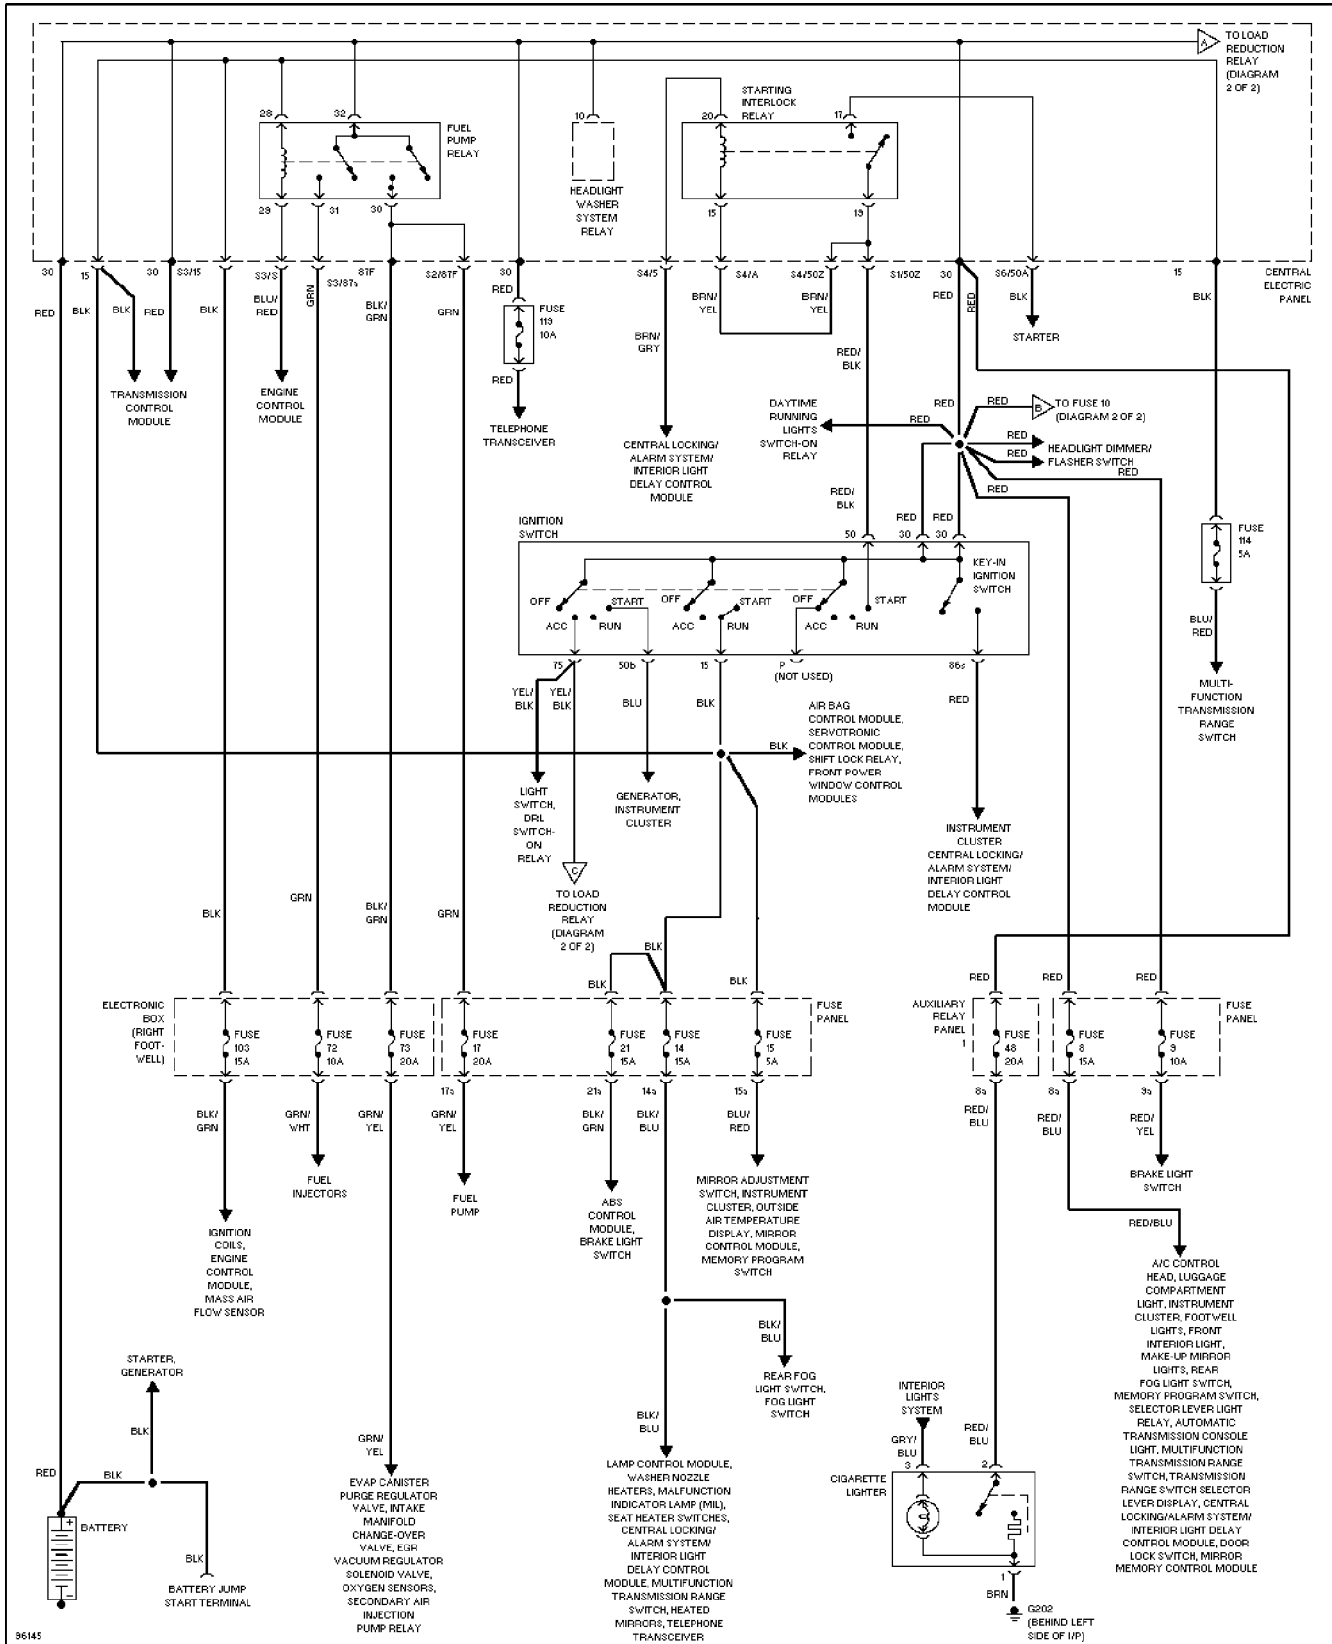 A
TO LOAD
REDUCTION
RELAY
(DIAGRAM
2 OF 2)
28
32
FUEL
PUMP
RELAY
29
31
30
10
HEADLIGHT
WASHER
SYSTEM
RELAY
STARTING
INTERLOCK
RELAY
20
17
15
19
30
15
30
S3/15
S3/S
S3/87a
87F
S2/87F
30
S4/5
S4/A
S4/50Z
S1/50Z
30
S6/50A
15
CENTRAL
ELECTRIC
PANEL
RED
BLK
BLK
RED
BLK
BLU/
RED
GRN
BLK/
GRN
GRN
RED
FUSE
119
10A
RED
TELEPHONE
TRANSCEIVER
BRN/
GRY
BRN/
YEL
BRN/
YEL
RED/
BLK
RED
RED
BLK
STARTER
BLK
TRANSMISSION
CONTROL
MODULE
ENGINE
CONTROL
MODULE
CENTRAL LOCKING/
ALARM SYSTEM/
INTERIOR LIGHT
DELAY CONTROL
MODULE
DAYTIME
RUNNING
LIGHTS
SWITCH-ON
RELAY
RED
RED
RED
B
TO FUSE 10
(DIAGRAM 2 OF 2)
RED
RED
HEADLIGHT DIMMER/
FLASHER SWITCH
RED
RED
RED/
BLK
RED
RED
IGNITION
SWITCH
50
30
30
KEY-IN
IGNITION
SWITCH
OFF
START
ACC
RUN
OFF
START
ACC
RUN
OFF
START
ACC
RUN
75
50b
15
P
(NOT USED)
86s
FUSE
114
5A
BLU/
RED
MULTI-
FUNCTION
TRANSMISSION
RANGE
SWITCH
YEL/
BLK
YEL/
BLK
BLU
BLK
RED
BLK
AIR BAG
CONTROL MODULE,
SERVOTRONIC
CONTROL MODULE,
SHIFT LOCK RELAY,
FRONT POWER
WINDOW CONTROL
MODULES
LIGHT
SWITCH,
DRL
SWITCH-
ON
RELAY
GENERATOR,
INSTRUMENT
CLUSTER
C
TO LOAD
REDUCTION
RELAY
(DIAGRAM
2 OF 2)
INSTRUMENT
CLUSTER
CENTRAL LOCKING/
ALARM SYSTEM/
INTERIOR LIGHT
DELAY CONTROL
MODULE
BLK
GRN
BLK/
GRN
GRN
BLK
BLK
BLK
RED
RED
RED
ELECTRONIC
BOX
(RIGHT
FOOT-
WELL)
FUSE
103
15A
FUSE
72
10A
FUSE
73
20A
FUSE
17
20A
FUSE
21
15A
FUSE
14
15A
FUSE
15
5A
FUSE
PANEL
AUXILIARY
RELAY
PANEL
1
FUSE
48
20A
FUSE
8
15A
FUSE
9
10A
FUSE
PANEL
17a
21a
14a
15a
8a
8a
9a
BLK/
GRN
GRN/
WHT
GRN/
YEL
GRN/
YEL
BLK/
GRN
BLK/
BLU
BLU/
RED
RED/
BLU
RED/
BLU
RED/
YEL
FUEL
INJECTORS
FUEL
PUMP
ABS
CONTROL
MODULE,
BRAKE LIGHT
SWITCH
MIRROR ADJUSTMENT
SWITCH, INSTRUMENT
CLUSTER, OUTSIDE
AIR TEMPERATURE
DISPLAY, MIRROR
CONTROL MODULE,
MEMORY PROGRAM
SWITCH
BRAKE LIGHT
SWITCH
RED/BLU
IGNITION
COILS,
ENGINE
CONTROL
MODULE,
MASS AIR
FLOW SENSOR
BLK/
BLU
REAR FOG
LIGHT SWITCH,
FOG LIGHT
SWITCH
A/C CONTROL
HEAD, LUGGAGE
COMPARTMENT
LIGHT, INSTRUMENT
CLUSTER, FOOTWELL
LIGHTS, FRONT
INTERIOR LIGHT,
MAKE-UP MIRROR
LIGHTS, REAR
FOG LIGHT SWITCH,
MEMORY PROGRAM SWITCH,
SELECTOR LEVER LIGHT
RELAY, AUTOMATIC
TRANSMISSION CONSOLE
LIGHT, MULTIFUNCTION
TRANSMISSION RANGE
SWITCH, TRANSMISSION
RANGE SWITCH SELECTOR
LEVER DISPLAY, CENTRAL
LOCKING/ALARM SYSTEM/
INTERIOR LIGHT DELAY
CONTROL MODULE, DOOR
LOCK SWITCH, MIRROR
MEMORY CONTROL MODULE
STARTER,
GENERATOR
BLK
RED
BLK
+
BATTERY
-
BLK
BATTERY JUMP
START TERMINAL
GRN/
YEL
EVAP CANISTER
PURGE REGULATOR
VALVE, INTAKE
MANIFOLD
CHANGE-OVER
VALVE, EGR
VACUUM REGULATOR
SOLENOID VALVE,
OXYGEN SENSORS,
SECONDARY AIR
INJECTION
PUMP RELAY
BLK/
BLU
LAMP CONTROL MODULE,
WASHER NOZZLE
HEATERS, MALFUNCTION
INDICATOR LAMP (MIL),
SEAT HEATER SWITCHES,
CENTRAL LOCKING/
ALARM SYSTEM/
INTERIOR LIGHT
DELAY CONTROL
MODULE, MULTIFUNCTION
TRANSMISSION RANGE
SWITCH, HEATED
MIRRORS, TELEPHONE
TRANSCEIVER
INTERIOR
LIGHTS
SYSTEM
GRY/
BLU
RED/
BLU
3
2
CIGARETTE
LIGHTER
1
BRN
G202
(BEHIND LEFT
SIDE OF I/P)
96145